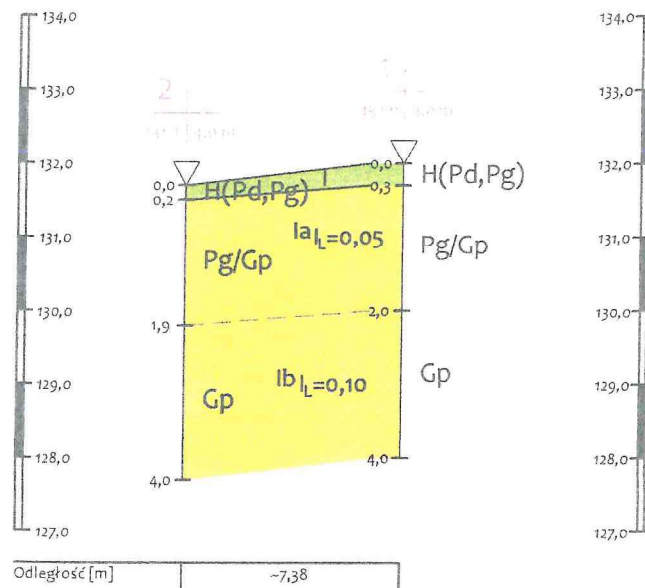 134,0
134,0
133,0
133,0
2
132,0
132,0
0,0
0,0
H(Pd,Pg)
H(Pd,Pg)
0,2
0,3
131,0
131,0
Ia IL=0,05
Pg/Gp
Pg/Gp
130,0
130,0
1,9
2,0
129,0
129,0
Gp
Ib IL=0,10
Gp
128,0
128,0
4,0
4,0
127,0
127,0
Odległość [m]
~7,38